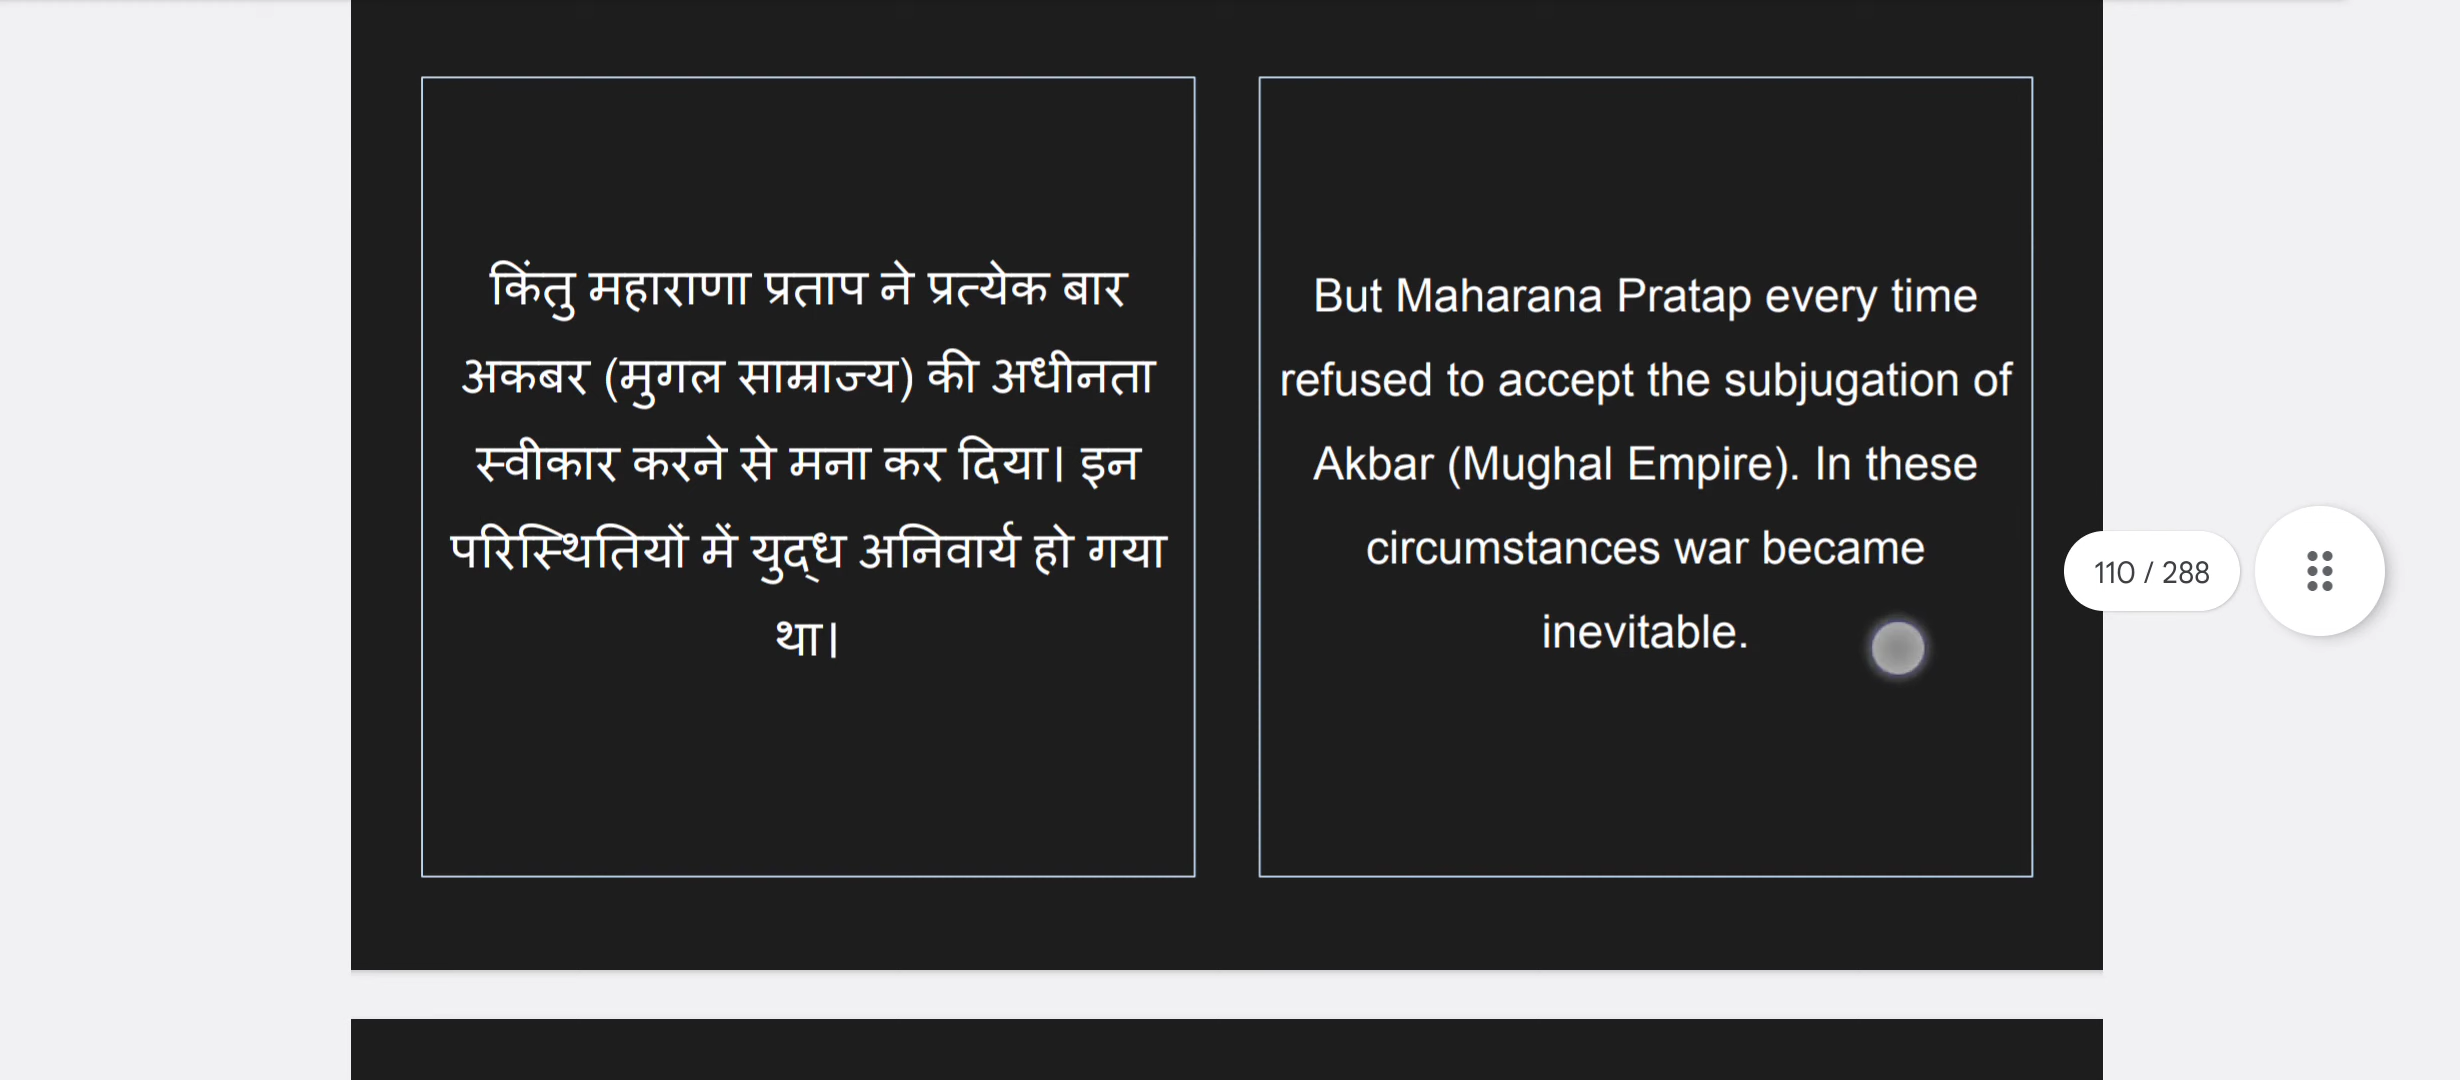 किंतु महाराणा प्रताप ने प्रत्येक बार
अकबर (मुगल साम्राज्य) की अधीनता
स्वीकार करने से मना कर दिया। इन
परिस्थितियों में युद्ध अनिवार्य हो गया
था।
But Maharana Pratap every time
refused to accept the subjugation of
Akbar (Mughal Empire). In these
circumstances war became
inevitable.
110 / 288